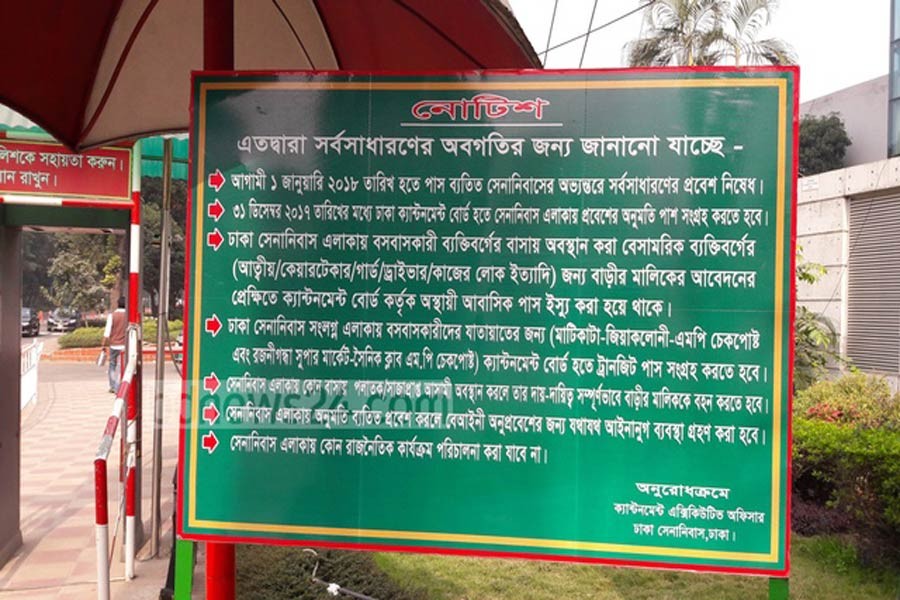 নোটিশ
এতদ্বারা সর্বসাধারণের অবগতির জন্য জানানো যাচ্ছে -
আগামী ১ জানুয়ারি ২০১৮ তারিখ হতে পাস ব্যতিত সেনানিবাসের অভ্যন্তরে সর্বসাধারণের প্রবেশ নিষেধ।
৩১ ডিসেম্বর ২০১৭ তারিখের মধ্যে ঢাকা ক্যান্টনমেন্ট বোর্ড হতে সেনানিবাস এলাকায় প্রবেশের অনুমতি পাশ সংগ্রহ করতে হবে।
ঢাকা সেনানিবাস এলাকায় বসবাসকারী ব্যক্তিবর্গের বাসায় অবস্থান করা বেসামরিক ব্যক্তিবর্গের
(আত্বীয়/কেয়ারটেকার/গার্ড/ড্রাইভার/কাজের লোক ইত্যাদি) জন্য বাড়ীর মালিকের আবেদনের
প্রেক্ষিতে ক্যান্টনমেন্ট বোর্ড কর্তৃক অস্থায়ী আবাসিক পাস ইস্যু করা হয়ে থাকে।
ঢাকা সেনানিবাস সংলগ্ন এলাকায় বসবাসকারীদের যাতায়াতের জন্য (মাটিকাটা-জিয়াকলোনী-এমপি চেকপোষ্ট
এবং রজনীগন্ধা সুপার মার্কেট-সৈনিক ক্লাব এম.পি চেকপোষ্ট) ক্যান্টনমেন্ট বোর্ড হতে ট্রানজিট পাস সংগ্রহ করতে হবে।
সেনানিবাস এলাকায় কোন বাসায় পলাতক/সাজাপ্রাপ্ত আসামী অবস্থান করলে তার দায়-দায়িত্ব সম্পূর্ণভাবে বাড়ীর মালিককে বহন করতে হবে।
সেনানিবাস এলাকায় অনুমতি ব্যতিত প্রবেশ করলে বেআইনী অনুপ্রবেশের জন্য যথাযথ আইনানুগ ব্যবস্থা গ্রহণ করা হবে।
সেনানিবাস এলাকায় কোন রাজনৈতিক কার্যক্রম পরিচালনা করা যাবে না।
অনুরোধক্রমে
ক্যান্টনমেন্ট এক্সিকিউটিভ অফিসার
ঢাকা সেনানিবাস,ঢাকা।
লিশকে সহায়তা করুন।
রাখুন।